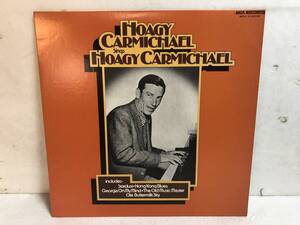 MCA RECORDS
HOAGY
CARMICHAEL
Sings
HOAGY CARMICHAEL
includes:
Stardust•Hong Kong Blues
Georgia On My Mind•The Old Music Master
Ole Buttermilk Sky